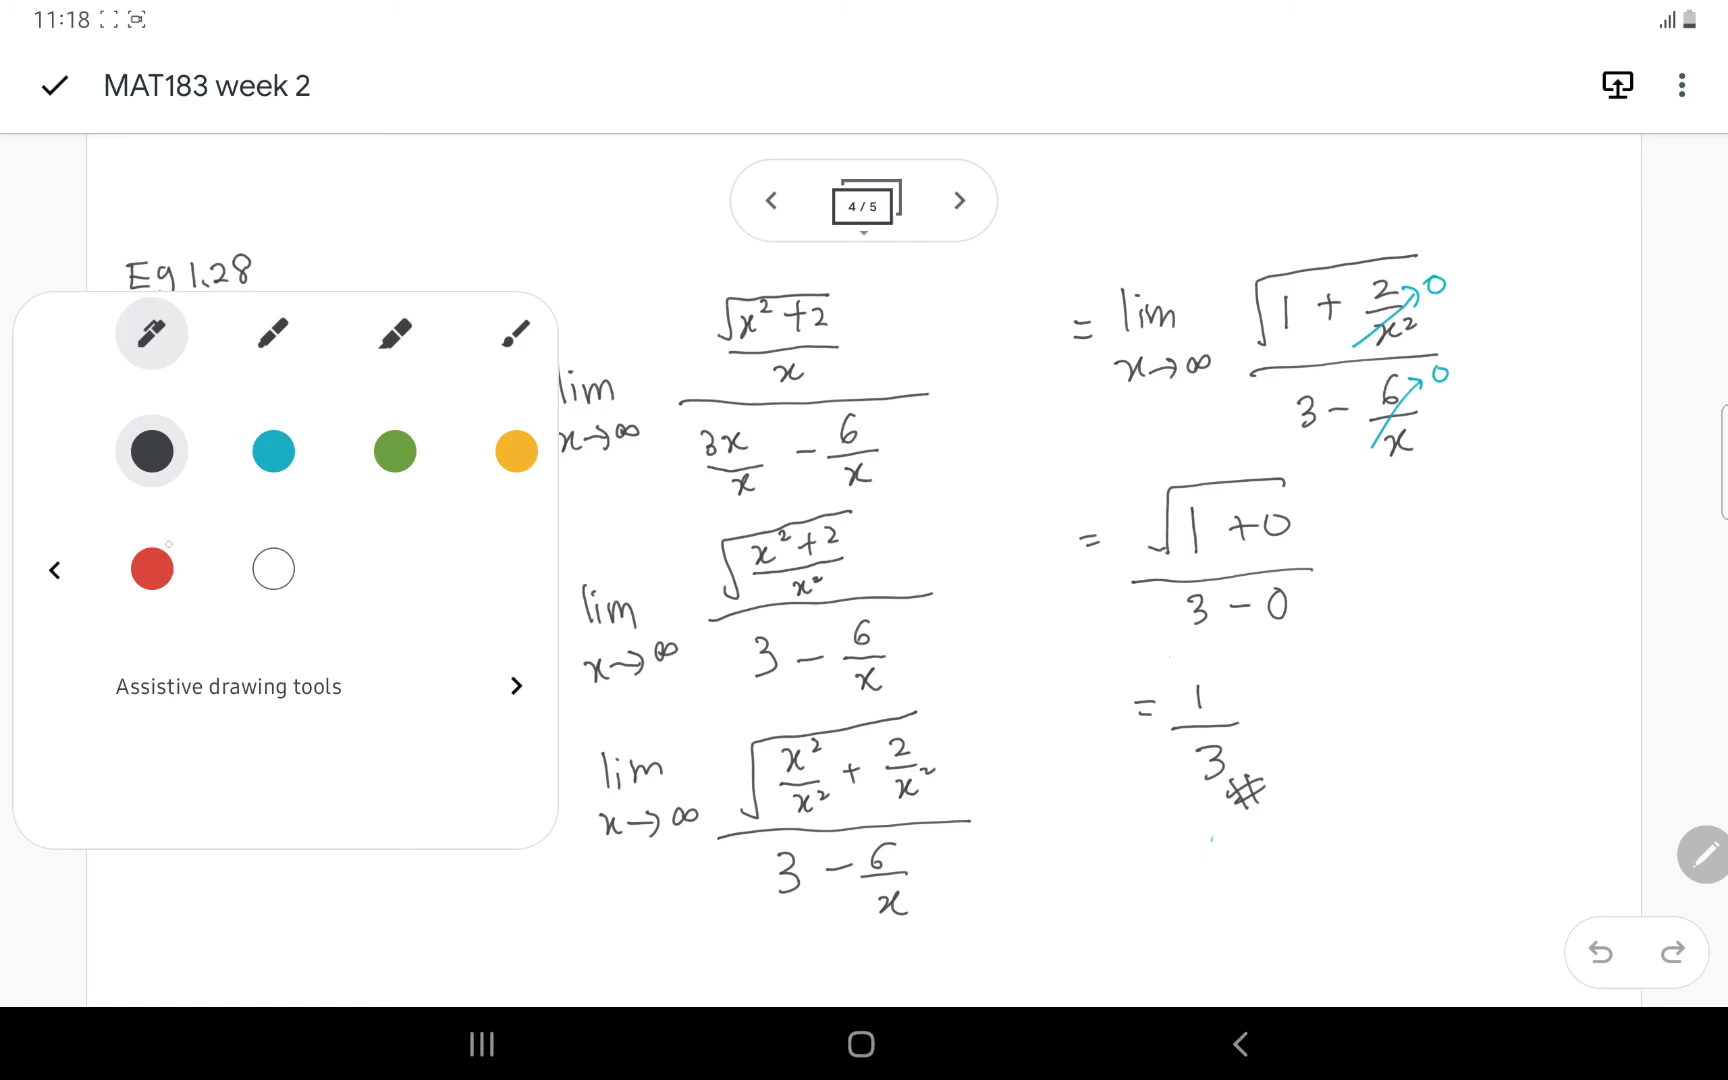 11:18
MAT183 week 2
4 / 5
Eg 1.28
lim x→∞ (√(x²+2) / x) / (3x/x − 6/x)
lim x→∞ √((x²+2)/x²) / (3 − 6/x)
lim x→∞ √(x²/x² + 2/x²) / (3 − 6/x)
= lim x→∞ √(1 + 2/x² → 0) / (3 − 6/x → 0)
= √(1 + 0) / (3 − 0)
= 1/3 #
Assistive drawing tools